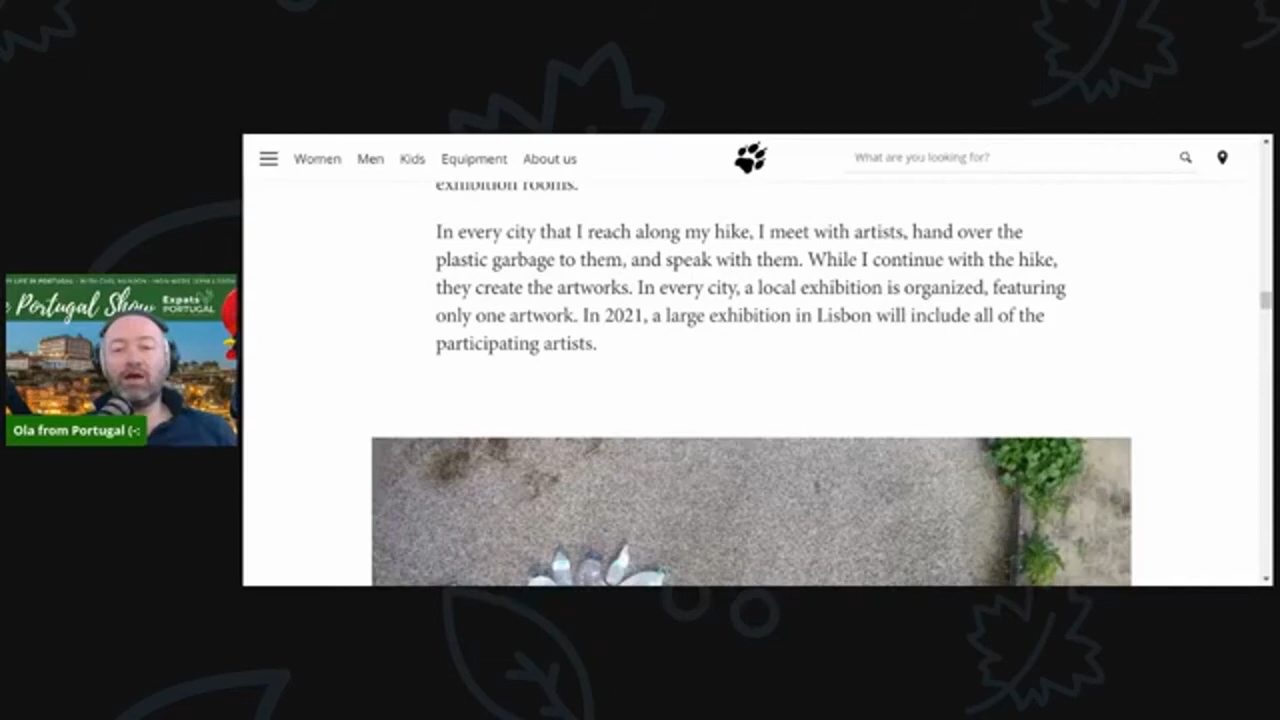 Women Men Kids Equipment About us
What are you looking for?
exhibition rooms.
In every city that I reach along my hike, I meet with artists, hand over the
plastic garbage to them, and speak with them. While I continue with the hike,
they create the artworks. In every city, a local exhibition is organized, featuring
only one artwork. In 2021, a large exhibition in Lisbon will include all of the
participating artists.
LIFE IN PORTUGAL
Portugal Show
Expats
PORTUGAL
Ola from Portugal (-: